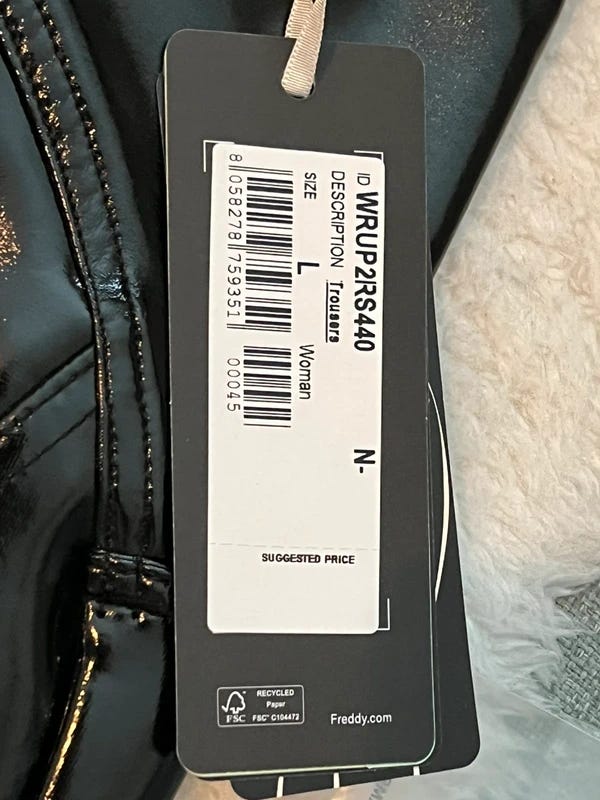 ID WRUP2RS440 N-
DESCRIPTION Trousers
SIZE L Woman
8 058278 759351 00045
SUGGESTED PRICE
FSC
RECYCLED
Paper
FSC® C104472
Freddy.com